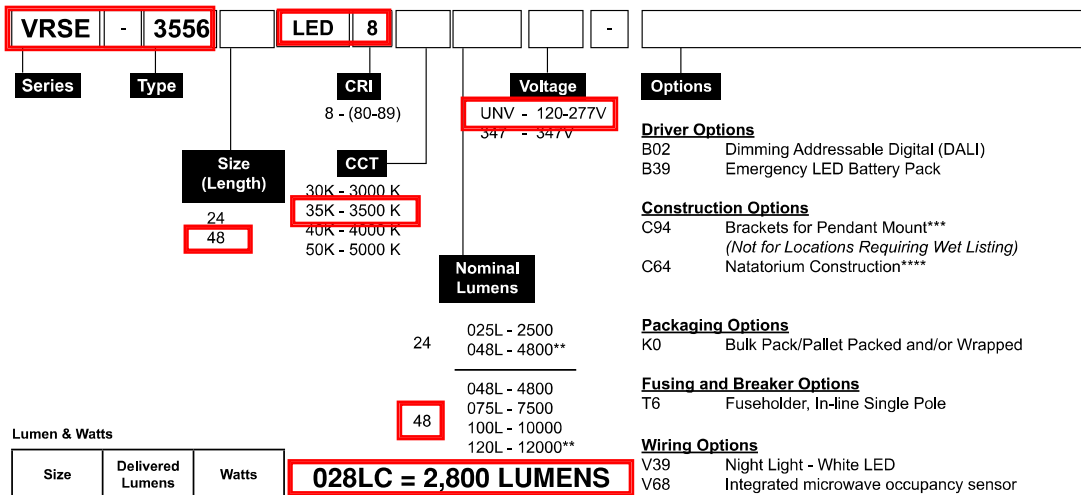 VRSE - 3556 LED 8 -
Series Type CRI Voltage Options
8 - (80-89)
UNV - 120-277V
347 - 347V
Size
(Length)
24
48
CCT
30K - 3000 K
35K - 3500 K
40K - 4000 K
50K - 5000 K
Nominal
Lumens
24
025L - 2500
048L - 4800**
48
048L - 4800
075L - 7500
100L - 10000
120L - 12000**
028LC = 2,800 LUMENS
Driver Options
B02 Dimming Addressable Digital (DALI)
B39 Emergency LED Battery Pack
Construction Options
C94 Brackets for Pendant Mount***
(Not for Locations Requiring Wet Listing)
C64 Natatorium Construction****
Packaging Options
K0 Bulk Pack/Pallet Packed and/or Wrapped
Fusing and Breaker Options
T6 Fuseholder, In-line Single Pole
Wiring Options
V39 Night Light - White LED
V68 Integrated microwave occupancy sensor
Lumen & Watts
Size Delivered Lumens Watts